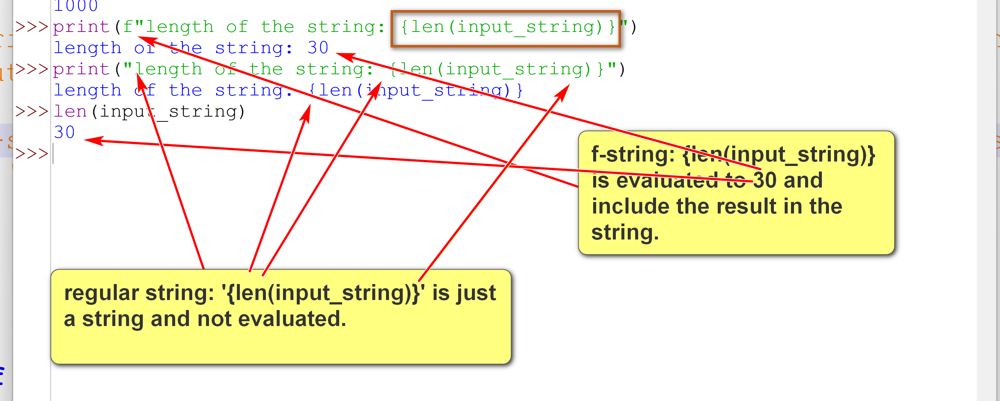 1000
>>> print(f"length of the string: {len(input_string)}")
length of the string: 30
>>> print("length of the string: {len(input_string)}")
length of the string: {len(input_string)}
>>> len(input_string)
30
>>>
f-string: {len(input_string)}
is evaluated to 30 and
include the result in the
string.
regular string: '{len(input_string)}' is just
a string and not evaluated.